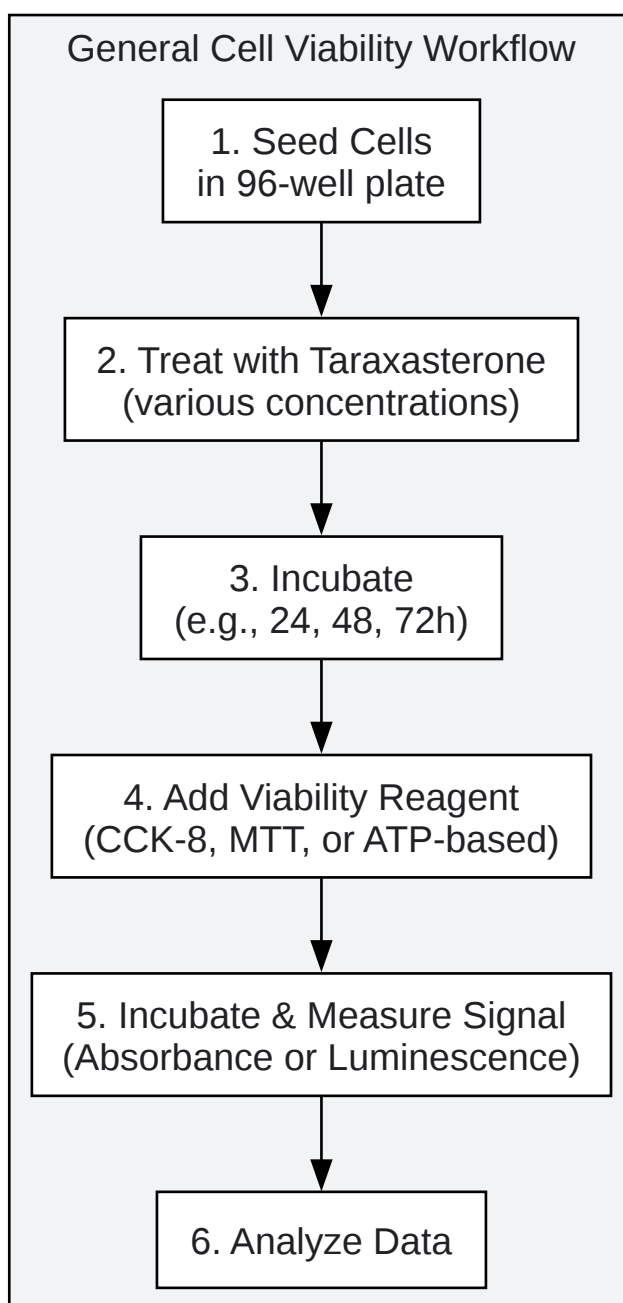 General Cell Viability Workflow
1. Seed Cells
in 96-well plate
2. Treat with Taraxasterone
(various concentrations)
3. Incubate
(e.g., 24, 48, 72h)
4. Add Viability Reagent
(CCK-8, MTT, or ATP-based)
5. Incubate & Measure Signal
(Absorbance or Luminescence)
6. Analyze Data